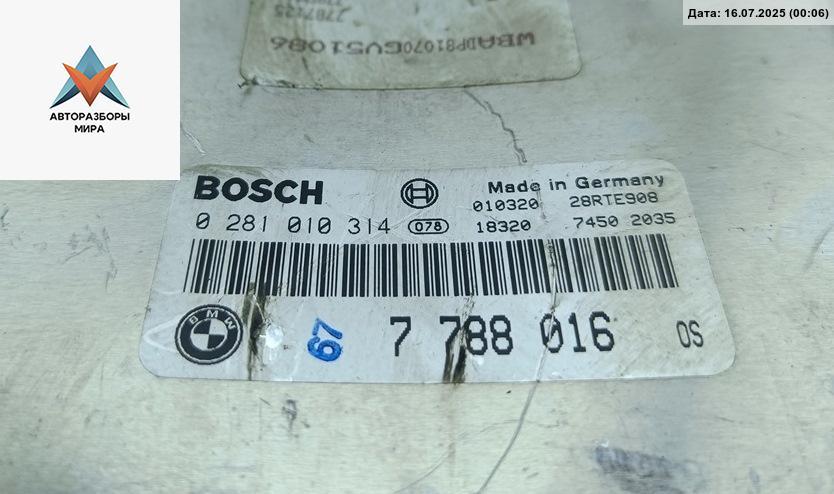 Дата: 16.07.2025 (00:06)
WBADP81070GV51086
АВТОРАЗБОРЫ
МИРА
BOSCH
Made in Germany
010320 28RTE908
0 281 010 314 078 18320 7450 2035
BMW
67 7 788 016 OS